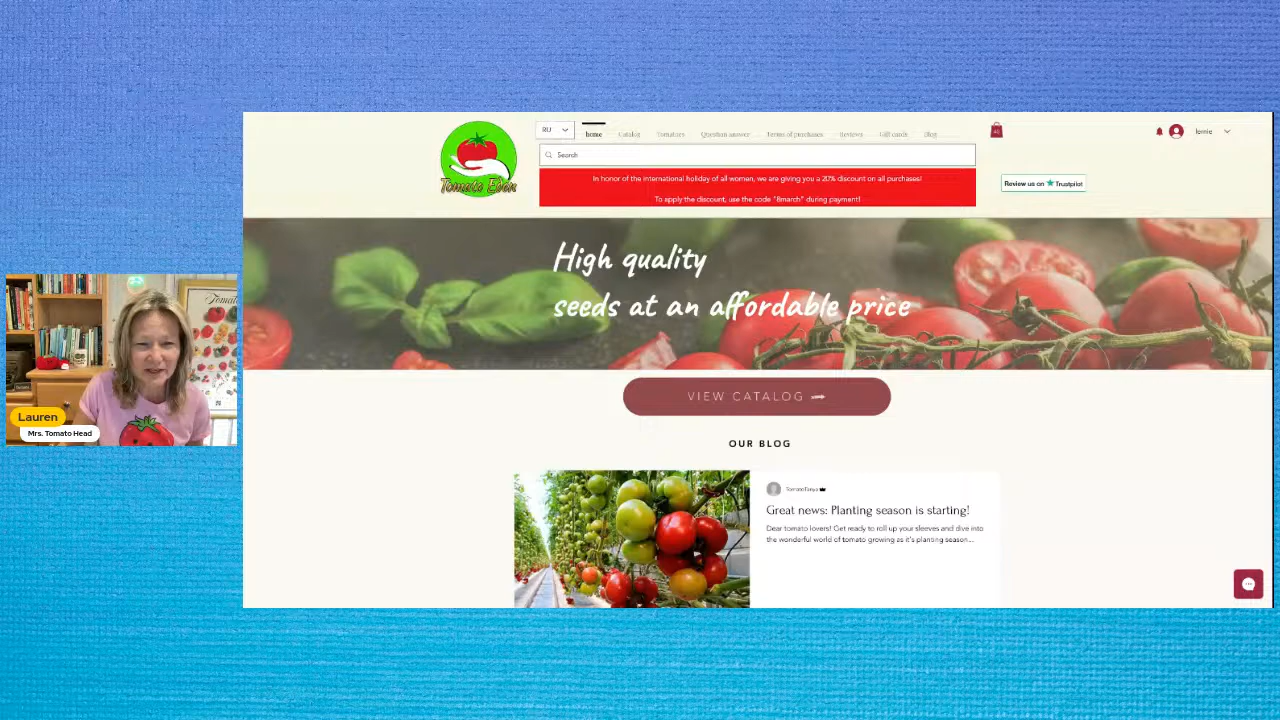 RU
home
Catalog
Tomatoes
Question answer
Terms of purchases
Reviews
Gift cards
Blog
lernie
Search
Tomato Eden
In honor of the International holiday of all women, we are giving you a 20% discount on all purchases!
To apply the discount, use the code "8march" during payment!
Review us on Trustpilot
High quality
seeds at an affordable price
VIEW CATALOG
OUR BLOG
TomatoTanya
Great news: Planting season is starting!
Dear tomato lovers! Get ready to roll up your sleeves and dive into
the wonderful world of tomato growing as it's planting season...
Lauren
Mrs. Tomato Head